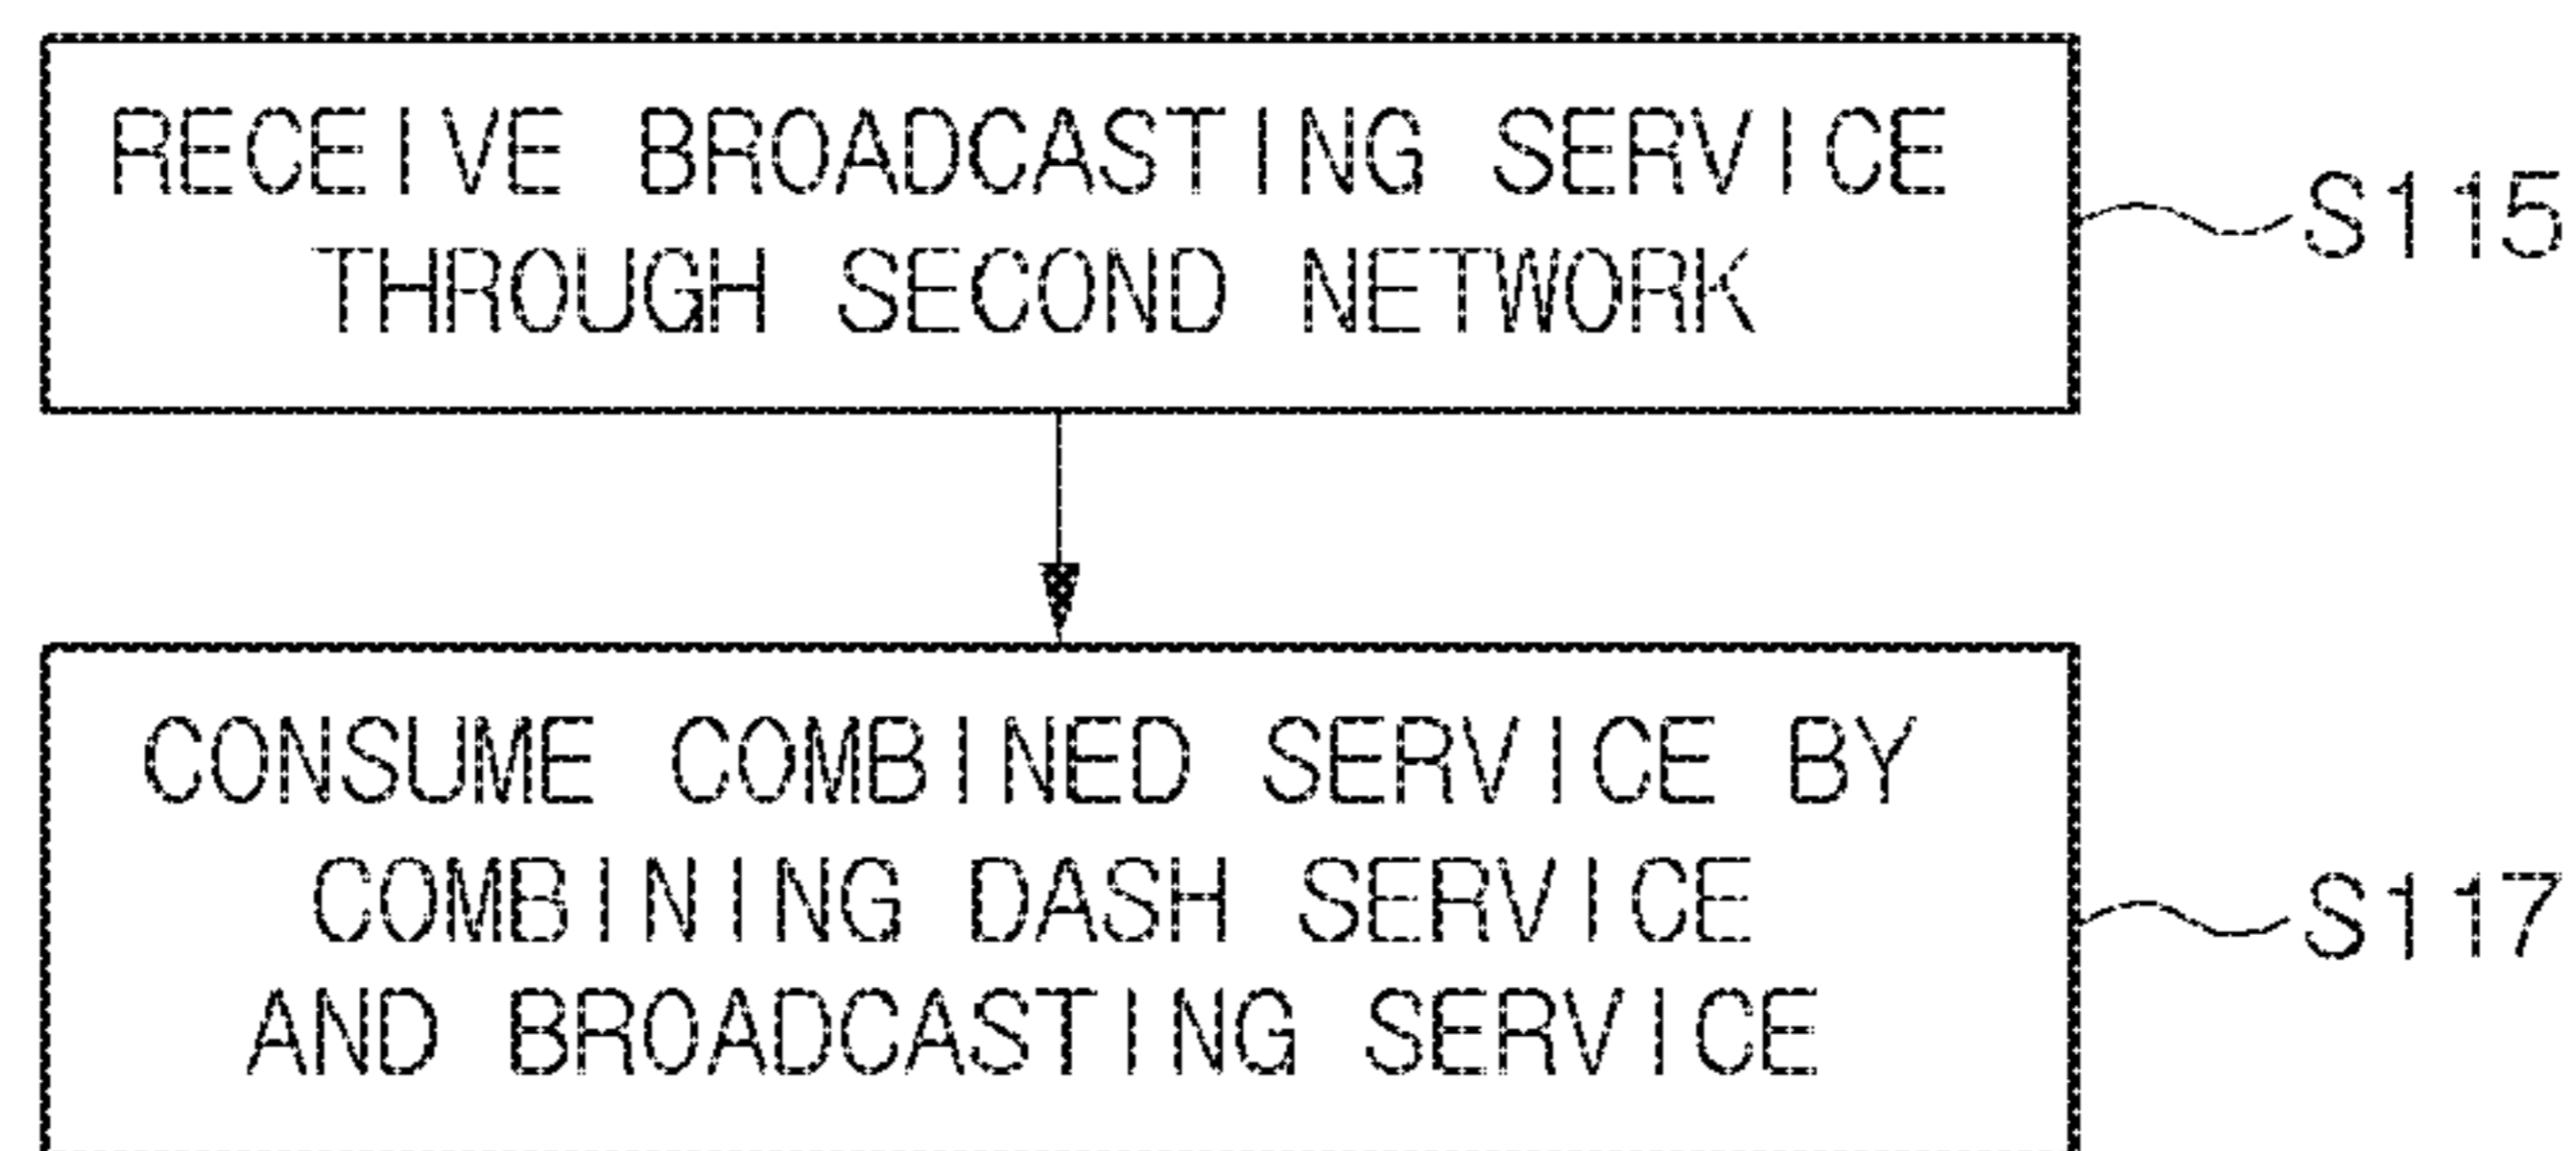 RECEIVE BROADCASTING SERVICE
THROUGH SECOND NETWORK
S115
CONSUME COMBINED SERVICE BY
COMBINING DASH SERVICE
AND BROADCASTING SERVICE
S117